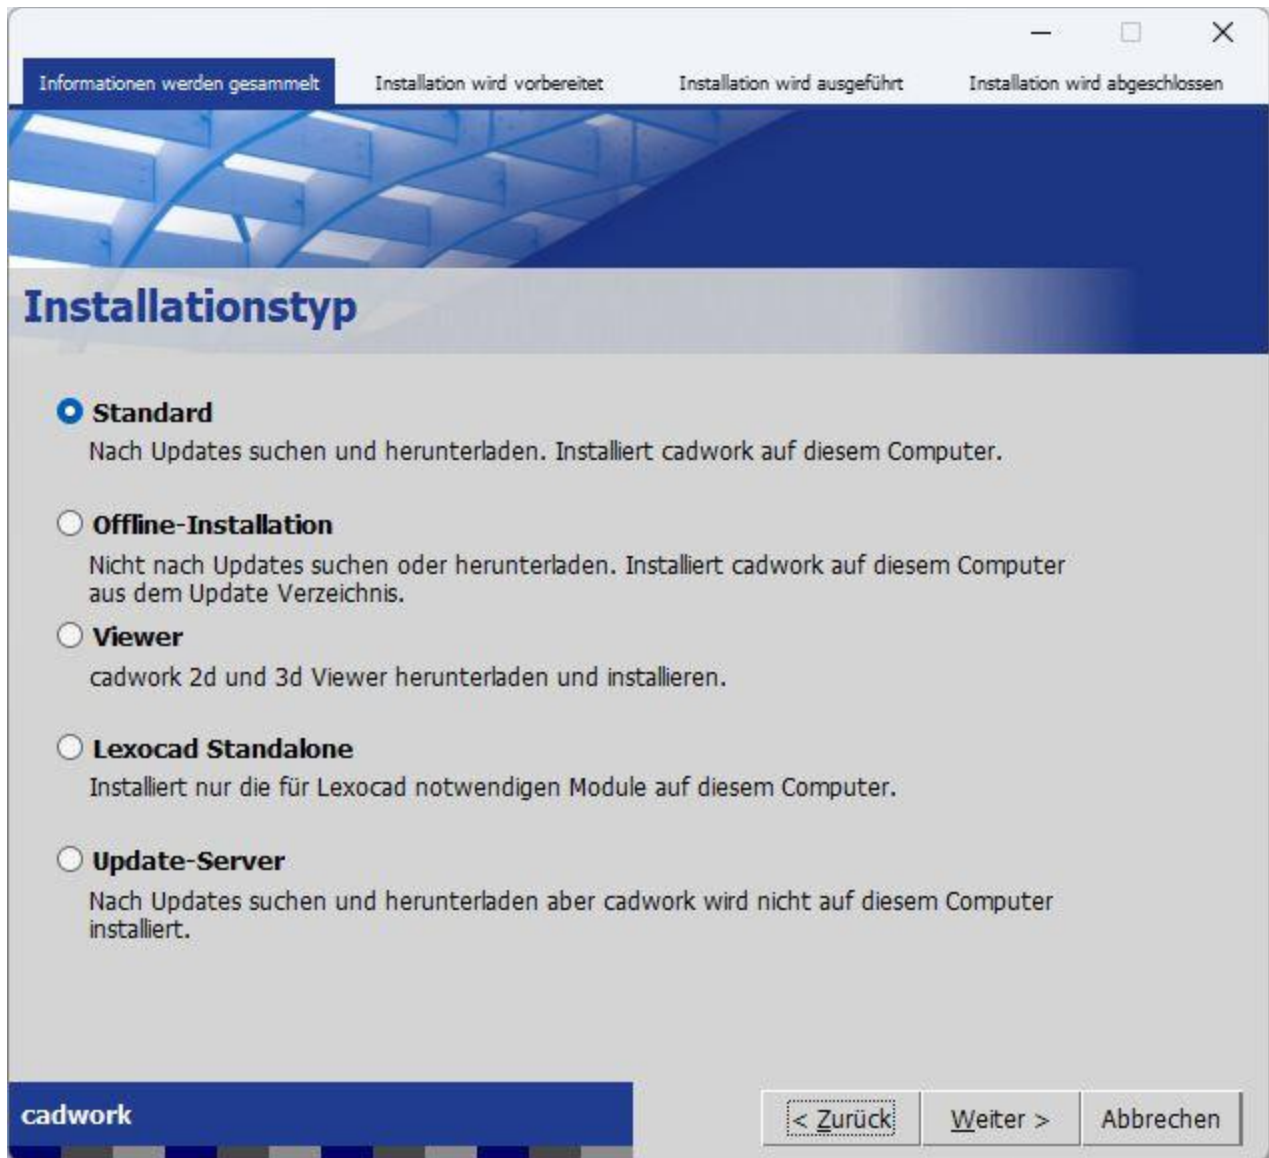 Informationen werden gesammelt Installation wird vorbereitet Installation wird ausgeführt Installation wird abgeschlossen
Installationstyp
Standard
Nach Updates suchen und herunterladen. Installiert cadwork auf diesem Computer.
Offline-Installation
Nicht nach Updates suchen oder herunterladen. Installiert cadwork auf diesem Computer
aus dem Update Verzeichnis.
Viewer
cadwork 2d und 3d Viewer herunterladen und installieren.
Lexocad Standalone
Installiert nur die für Lexocad notwendigen Module auf diesem Computer.
Update-Server
Nach Updates suchen und herunterladen aber cadwork wird nicht auf diesem Computer
installiert.
cadwork < Zurück Weiter > Abbrechen